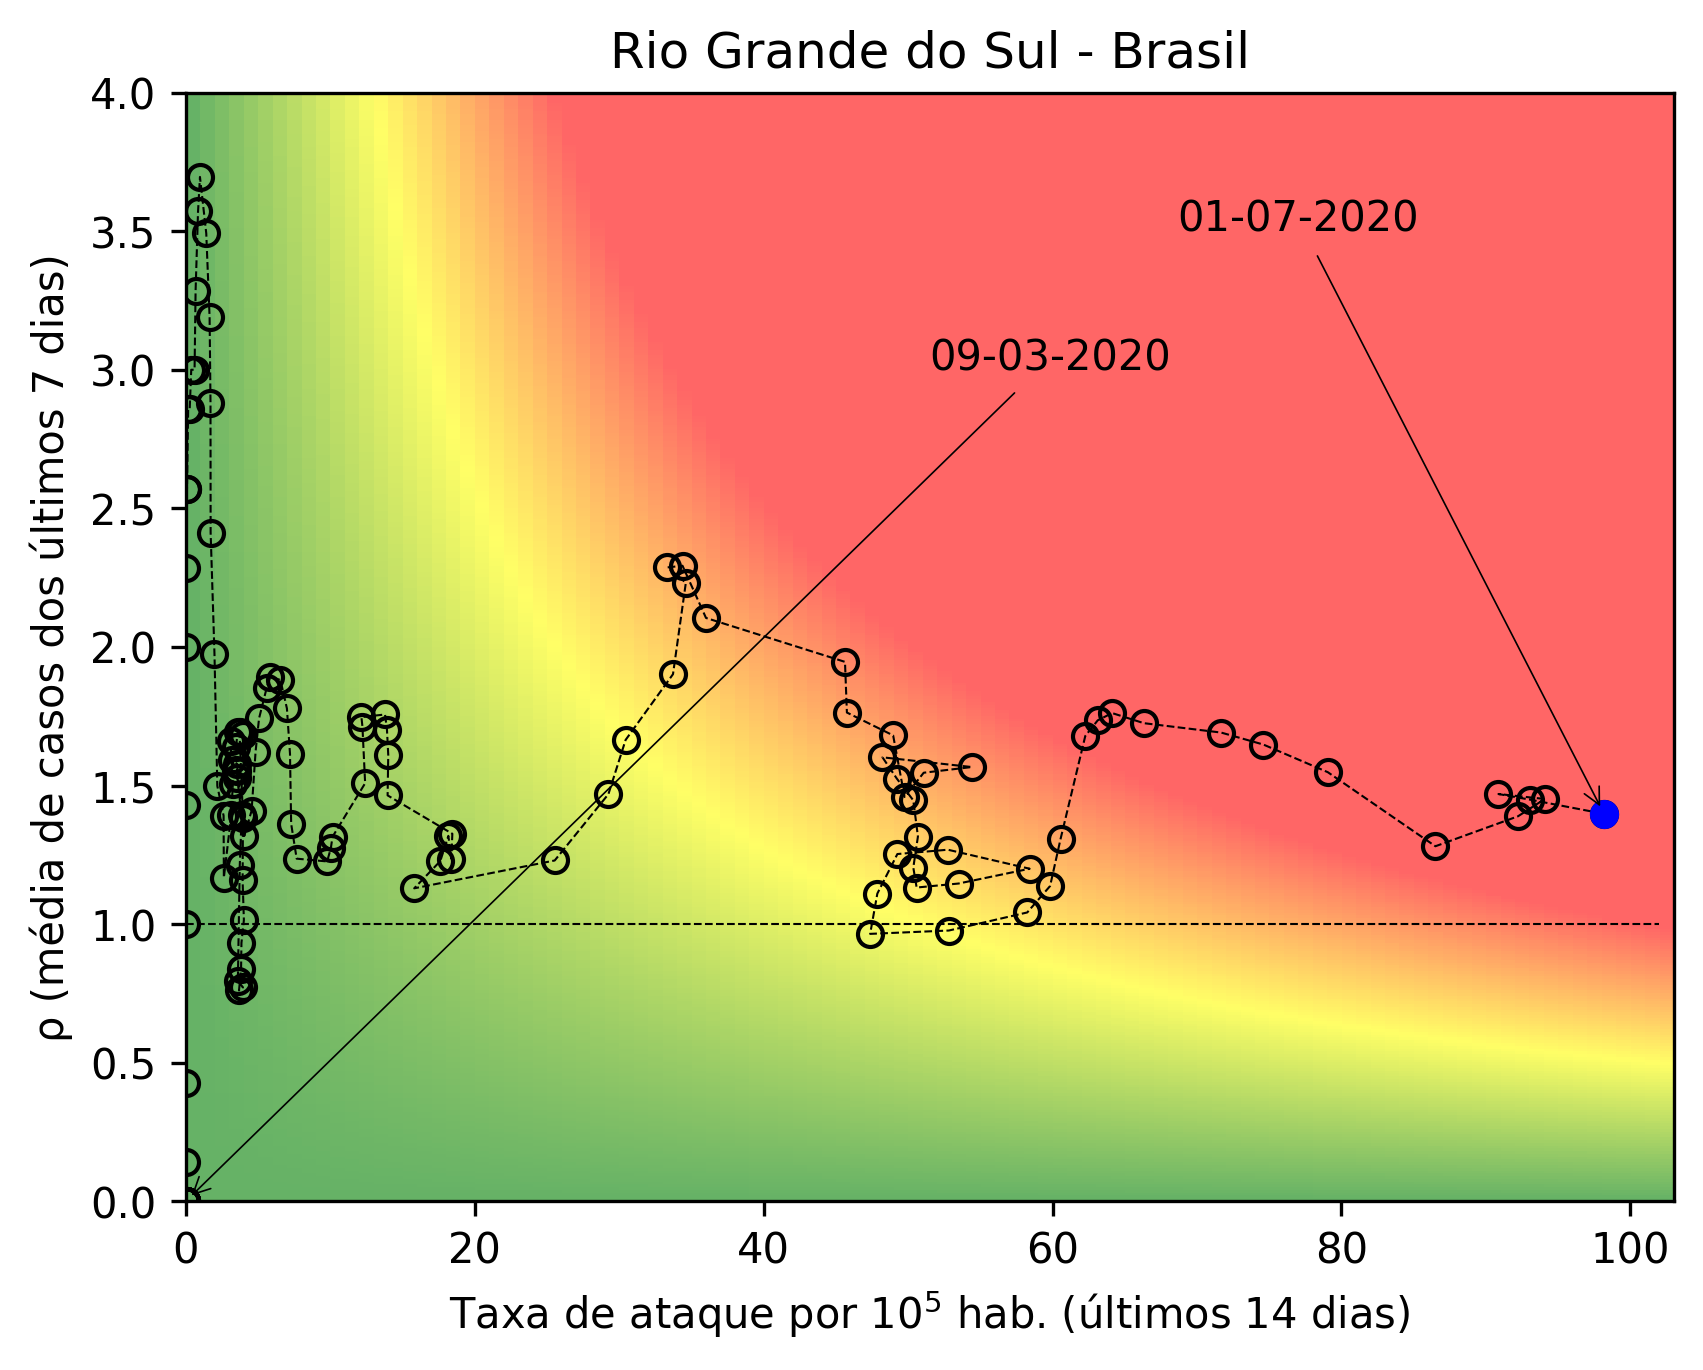 Rio Grande do Sul - Brasil
4.0
3.5
3.0
2.5
2.0
1.5
1.0
0.5
0.0
ρ (média de casos dos últimos 7 dias)
01-07-2020
09-03-2020
0 20 40 60 80 100
Taxa de ataque por 10⁵ hab. (últimos 14 dias)